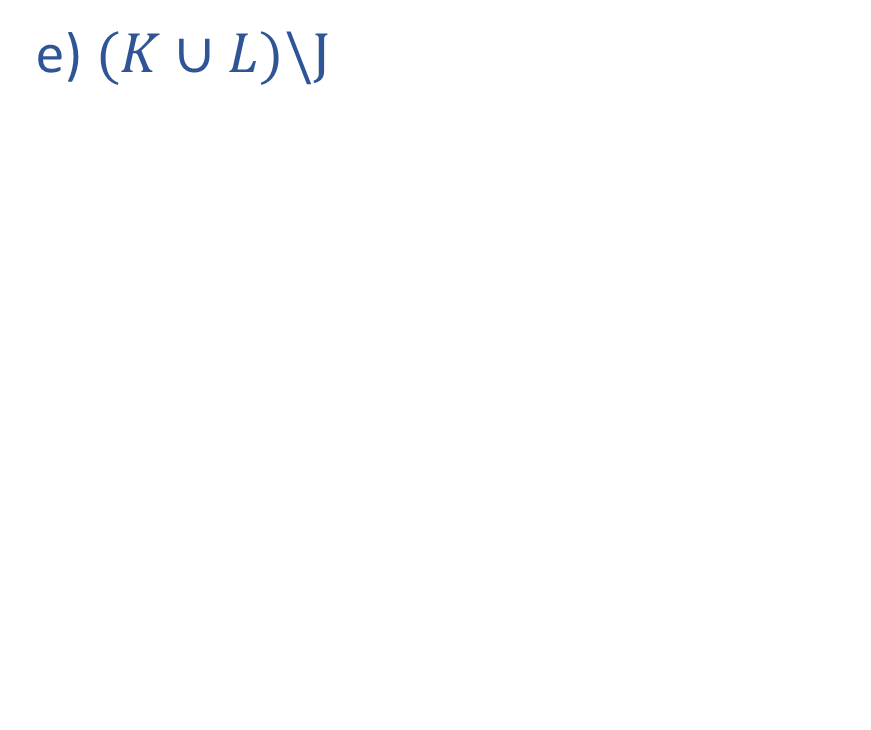 e) (𝐾 ∪ 𝐿)\J